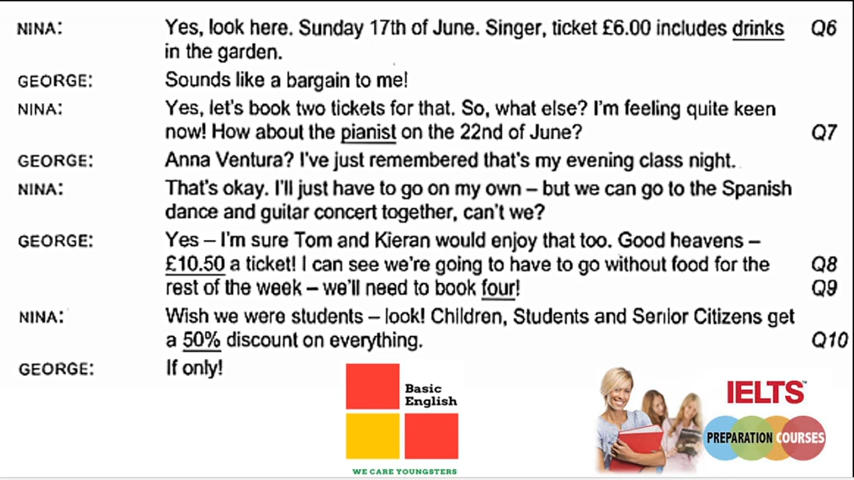 NINA: Yes, look here. Sunday 17th of June. Singer, ticket £6.00 includes drinks Q6
in the garden.
GEORGE: Sounds like a bargain to me!
NINA: Yes, let's book two tickets for that. So, what else? I'm feeling quite keen
now! How about the pianist on the 22nd of June? Q7
GEORGE: Anna Ventura? I've just remembered that's my evening class night.
NINA: That's okay. I'll just have to go on my own – but we can go to the Spanish
dance and guitar concert together, can't we?
GEORGE: Yes – I'm sure Tom and Kieran would enjoy that too. Good heavens –
£10.50 a ticket! I can see we're going to have to go without food for the Q8
rest of the week – we'll need to book four! Q9
NINA: Wish we were students – look! Children, Students and Senior Citizens get
a 50% discount on everything. Q10
GEORGE: If only!
Basic
English
WE CARE YOUNGSTERS
IELTS™
PREPARATION COURSES